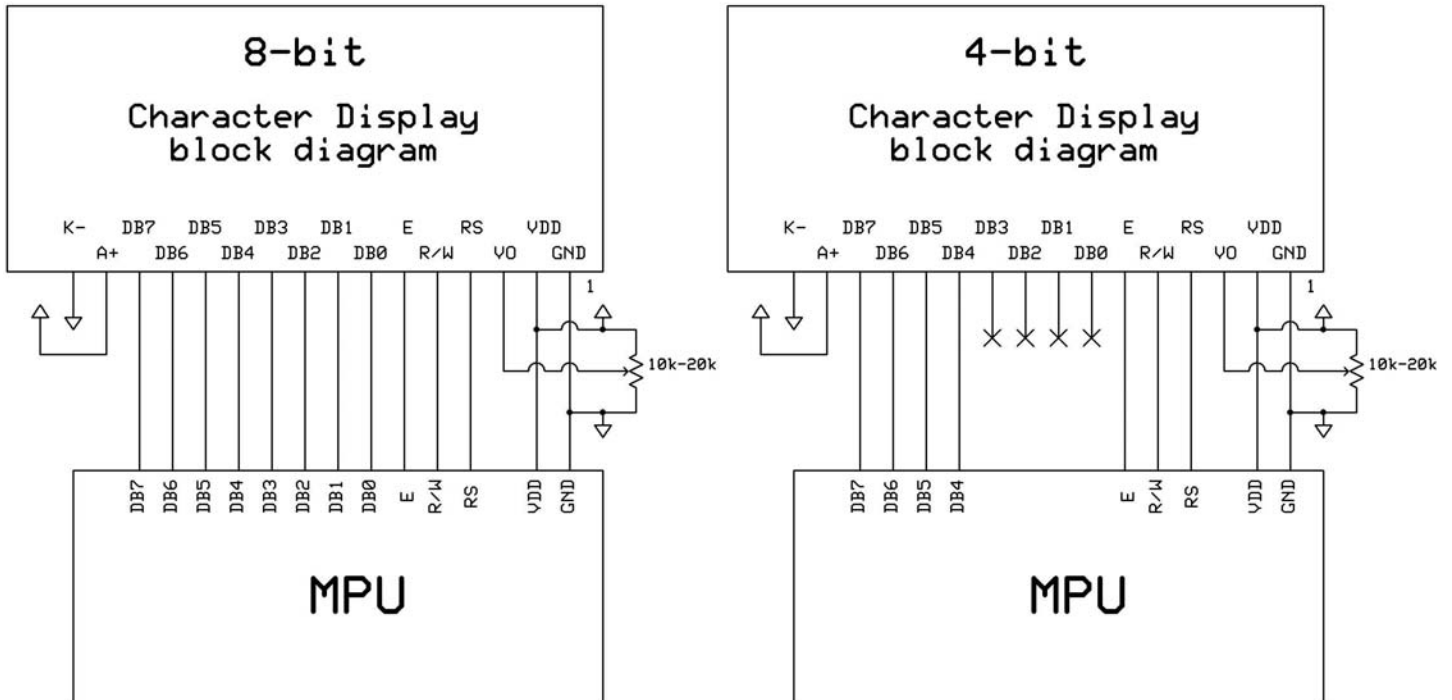 8-bit
Character Display
block diagram
K- DB7 DB5 DB3 DB1 E RS VDD
A+ DB6 DB4 DB2 DB0 R/W VO GND
1
10k-20k
DB7 DB6 DB5 DB4 DB3 DB2 DB1 DB0 E R/W RS VDD GND
MPU
4-bit
Character Display
block diagram
K- DB7 DB5 DB3 DB1 E RS VDD
A+ DB6 DB4 DB2 DB0 R/W VO GND
1
10k-20k
DB7 DB6 DB5 DB4 E R/W RS VDD GND
MPU